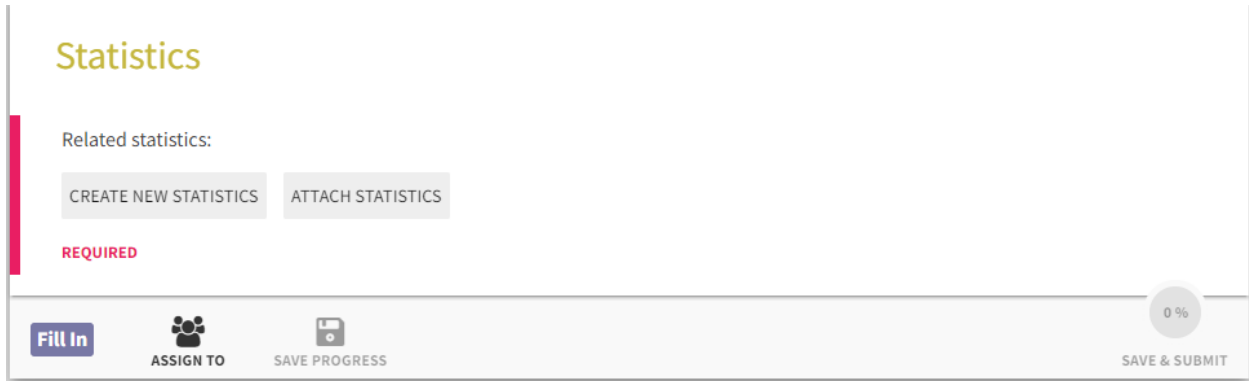 Statistics
Related statistics:
CREATE NEW STATISTICS ATTACH STATISTICS
REQUIRED
0 %
Fill In
ASSIGN TO SAVE PROGRESS SAVE & SUBMIT